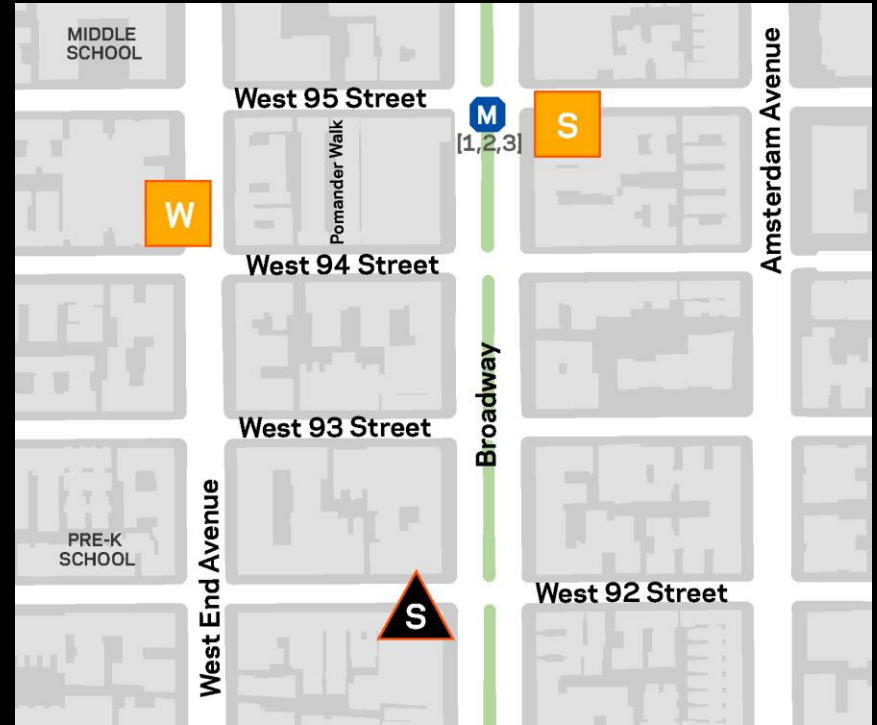 MIDDLE
SCHOOL
West 95 Street
M
[1,2,3]
S
Amsterdam Avenue
Pomander Walk
W
West 94 Street
Broadway
West 93 Street
West End Avenue
PRE-K
SCHOOL
S
West 92 Street